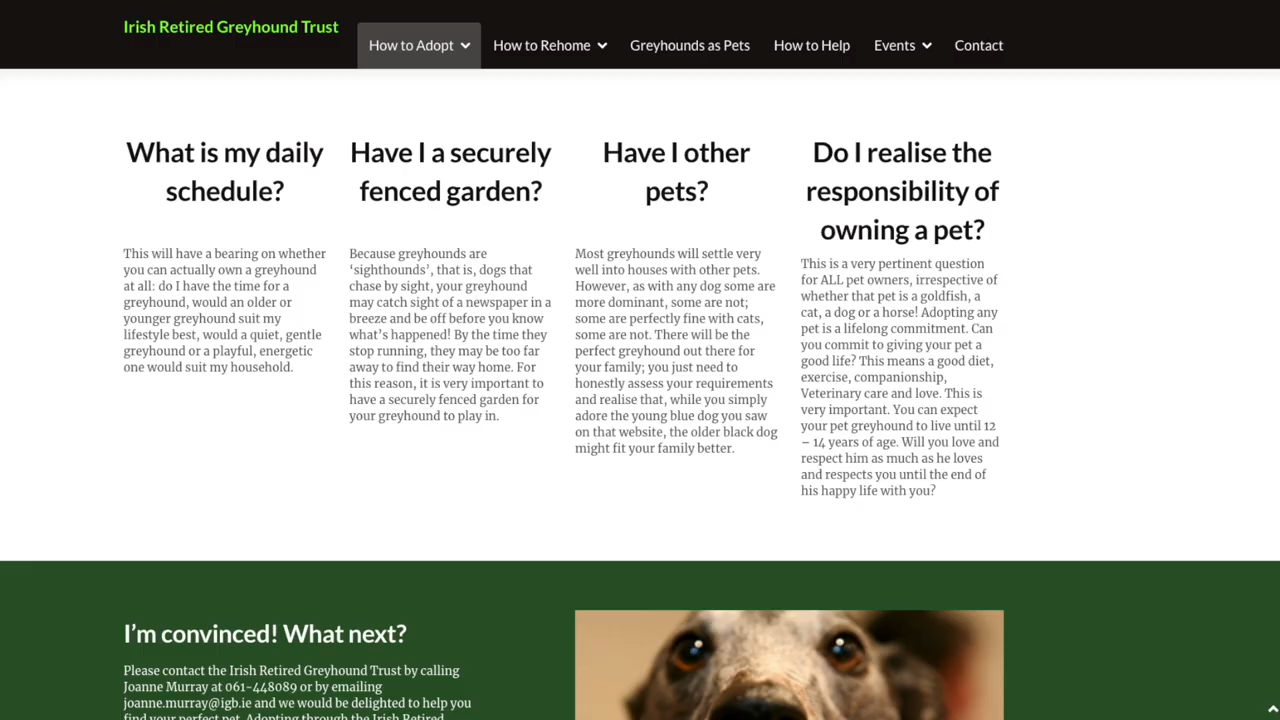 Irish Retired Greyhound Trust
How to Adopt
How to Rehome
Greyhounds as Pets
How to Help
Events
Contact
What is my daily
schedule?
This will have a bearing on whether
you can actually own a greyhound
at all: do I have the time for a
greyhound, would an older or
younger greyhound suit my
lifestyle best, would a quiet, gentle
greyhound or a playful, energetic
one would suit my household.
Have I a securely
fenced garden?
Because greyhounds are
‘sighthounds’, that is, dogs that
chase by sight, your greyhound
may catch sight of a newspaper in a
breeze and be off before you know
what’s happened! By the time they
stop running, they may be too far
away to find their way home. For
this reason, it is very important to
have a securely fenced garden for
your greyhound to play in.
Have I other
pets?
Most greyhounds will settle very
well into houses with other pets.
However, as with any dog some are
more dominant, some are not;
some are perfectly fine with cats,
some are not. There will be the
perfect greyhound out there for
your family; you just need to
honestly assess your requirements
and realise that, while you simply
adore the young blue dog you saw
on that website, the older black dog
might fit your family better.
Do I realise the
responsibility of
owning a pet?
This is a very pertinent question
for ALL pet owners, irrespective of
whether that pet is a goldfish, a
cat, a dog or a horse! Adopting any
pet is a lifelong commitment. Can
you commit to giving your pet a
good life? This means a good diet,
exercise, companionship,
Veterinary care and love. This is
very important. You can expect
your pet greyhound to live until 12
– 14 years of age. Will you love and
respect him as much as he loves
and respects you until the end of
his happy life with you?
I’m convinced! What next?
Please contact the Irish Retired Greyhound Trust by calling
Joanne Murray at 061-448089 or by emailing
joanne.murray@igb.ie and we would be delighted to help you
find your perfect pet. Adopting through the Irish Retired